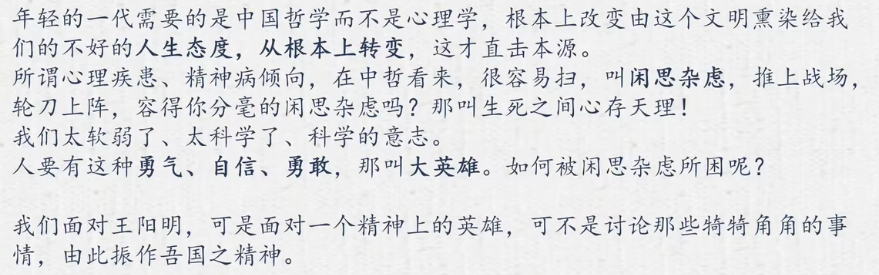 年轻的一代需要的是中国哲学而不是心理学，根本上改变由这个文明熏染给我
们的不好的人生态度，从根本上转变，这才直击本源。
所谓心理疾患、精神病倾向，在中哲看来，很容易扫，叫闲思杂虑，推上战场，
轮刀上阵，容得你分毫的闲思杂虑吗？那叫生死之间心存天理！
我们太软弱了、太科学了、科学的意志。
人要有这种勇气、自信、勇敢，那叫大英雄。如何被闲思杂虑所困呢？
我们面对王阳明，可是面对一个精神上的英雄，可不是讨论那些犄犄角角的事
情，由此振作吾国之精神。